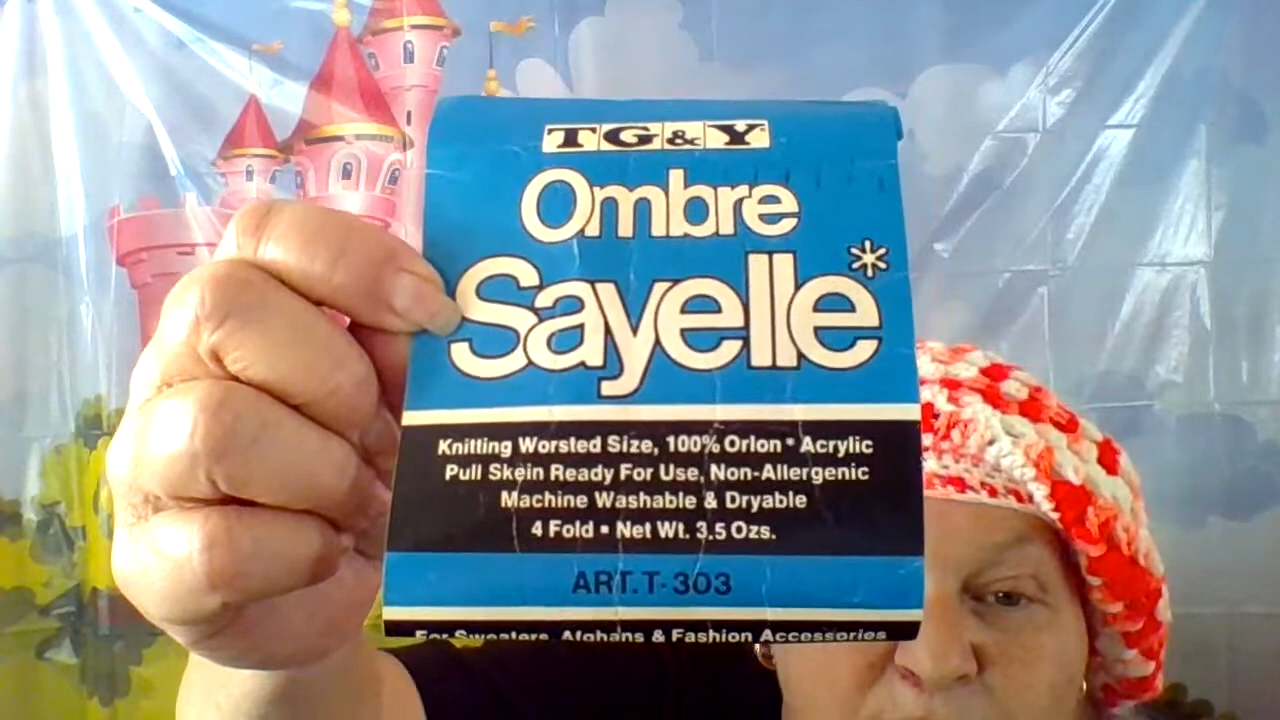 TG&Y
Ombre
Sayelle*
Knitting Worsted Size, 100% Orlon* Acrylic
Pull Skein Ready For Use, Non-Allergenic
Machine Washable & Dryable
4 Fold ▪ Net Wt. 3.5 Ozs.
ART. T-303
For Sweaters, Afghans & Fashion Accessories